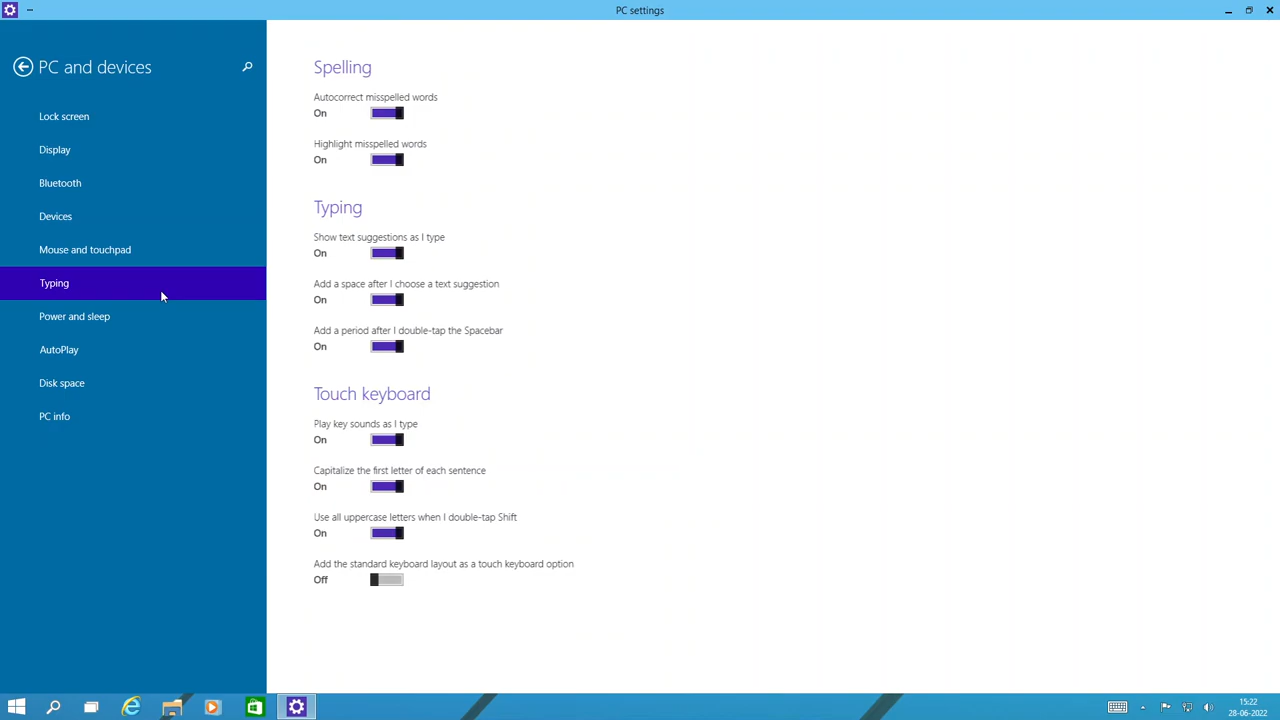 PC settings
PC and devices
Lock screen
Display
Bluetooth
Devices
Mouse and touchpad
Typing
Power and sleep
AutoPlay
Disk space
PC info
Spelling
Autocorrect misspelled words
On
Highlight misspelled words
On
Typing
Show text suggestions as I type
On
Add a space after I choose a text suggestion
On
Add a period after I double-tap the Spacebar
On
Touch keyboard
Play key sounds as I type
On
Capitalize the first letter of each sentence
On
Use all uppercase letters when I double-tap Shift
On
Add the standard keyboard layout as a touch keyboard option
Off
15:22
28-06-2022